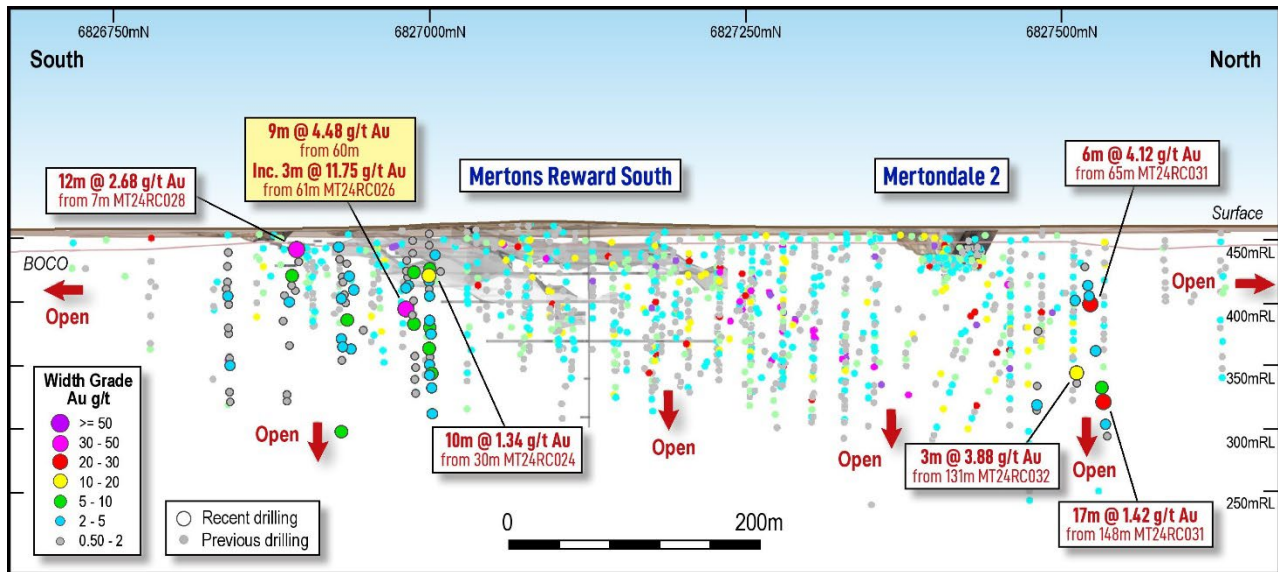 6826750mN
6827000mN
6827250mN
6827500mN
South
North
9m @ 4.48 g/t Au
from 60m
Inc. 3m @ 11.75 g/t Au
from 61m MT24RC026
12m @ 2.68 g/t Au
from 7m MT24RC028
Mertons Reward South
Mertondale 2
6m @ 4.12 g/t Au
from 65m MT24RC031
Surface
BOCO
450mRL
400mRL
350mRL
300mRL
250mRL
Open
Open
Open
Open
Open
Open
10m @ 1.34 g/t Au
from 30m MT24RC024
3m @ 3.88 g/t Au
from 131m MT24RC032
17m @ 1.42 g/t Au
from 148m MT24RC031
Width Grade
Au g/t
>= 50
30 - 50
20 - 30
10 - 20
5 - 10
2 - 5
0.50 - 2
Recent drilling
Previous drilling
0
200m